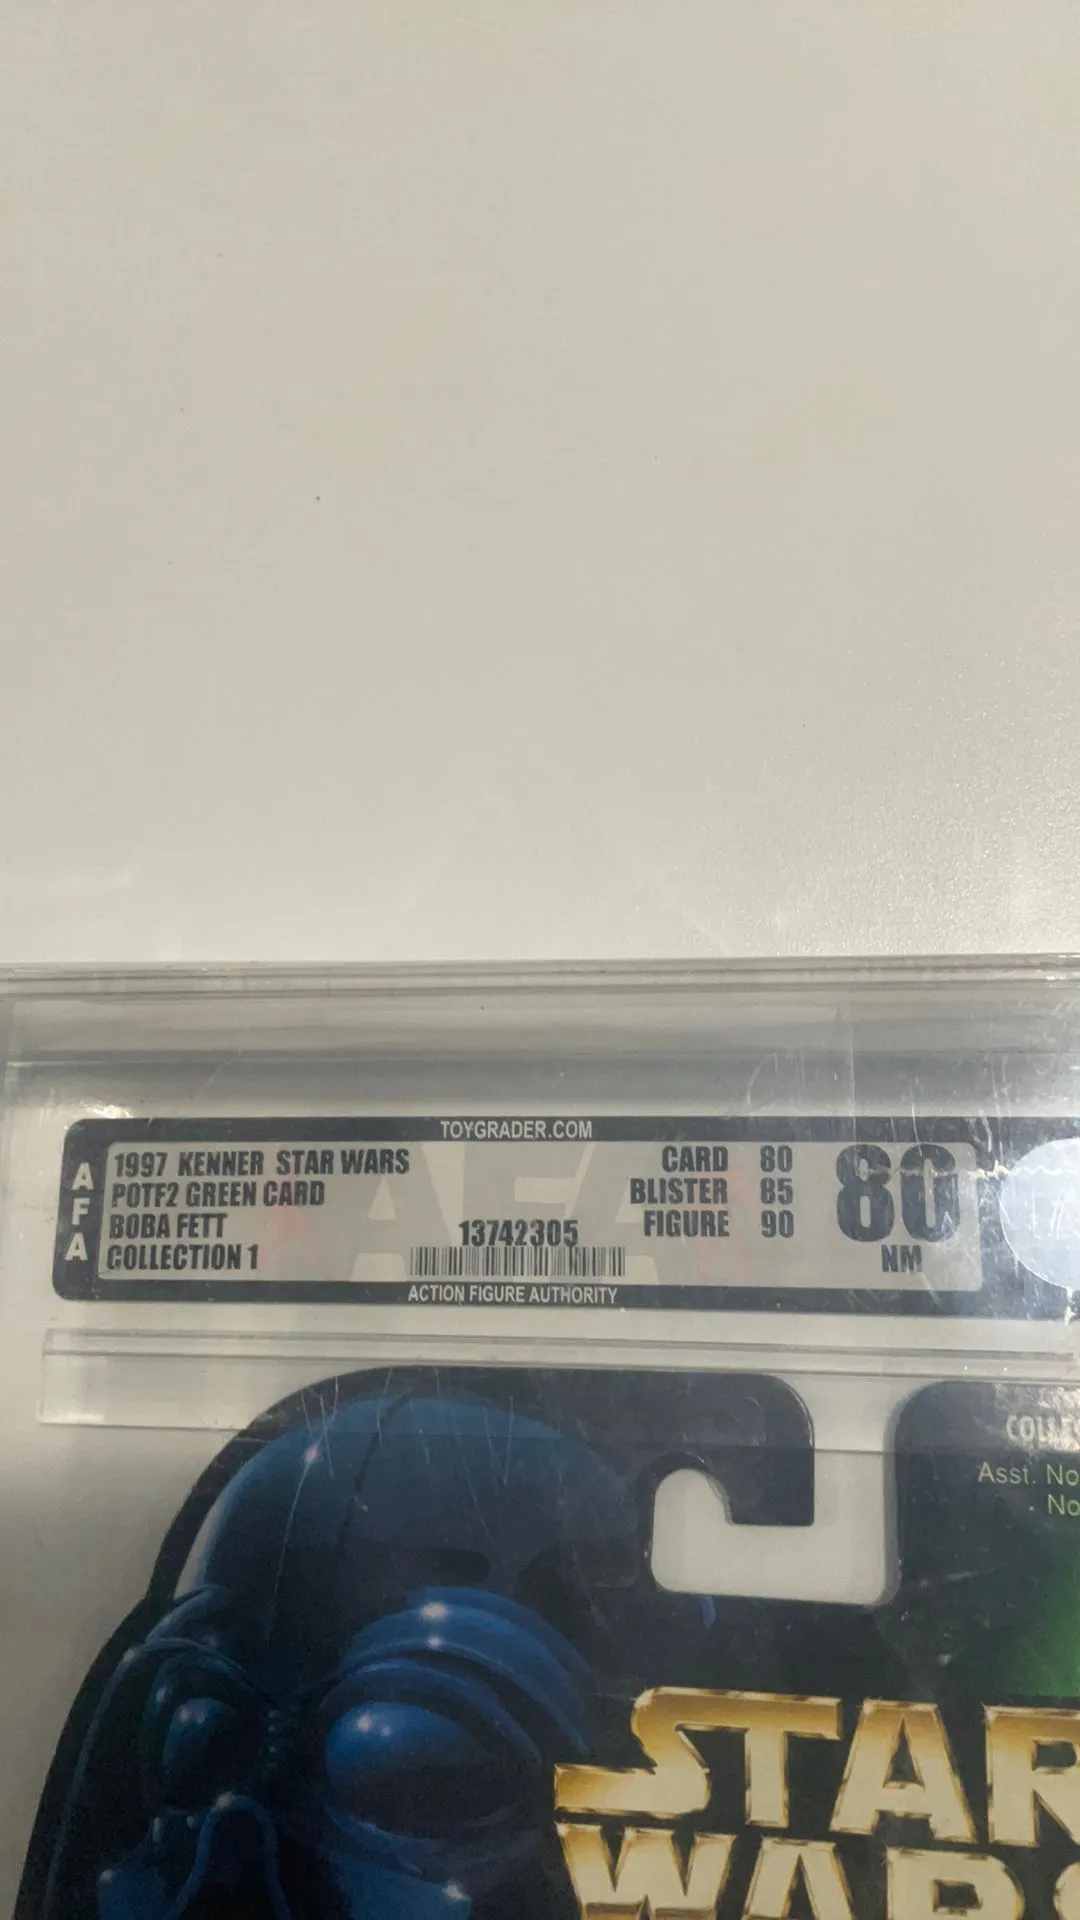 TOYGRADER.COM
AFA
1997 KENNER STAR WARS
POTF2 GREEN CARD
BOBA FETT
COLLECTION 1
13742305
CARD 80
BLISTER 85
FIGURE 90
80
NM
ACTION FIGURE AUTHORITY
Asst. No
No
STAR
WARS